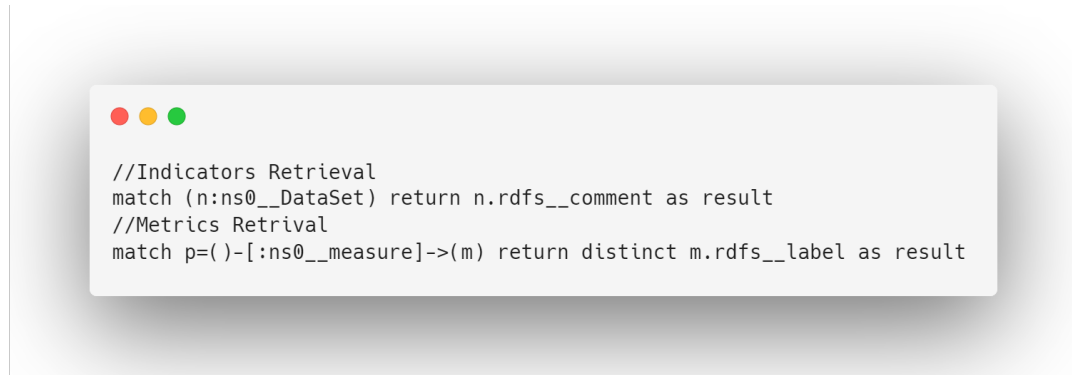 //Indicators Retrieval
match (n:ns0__DataSet) return n.rdfs__comment as result
//Metrics Retrival
match p=()-[:ns0__measure]->(m) return distinct m.rdfs__label as result